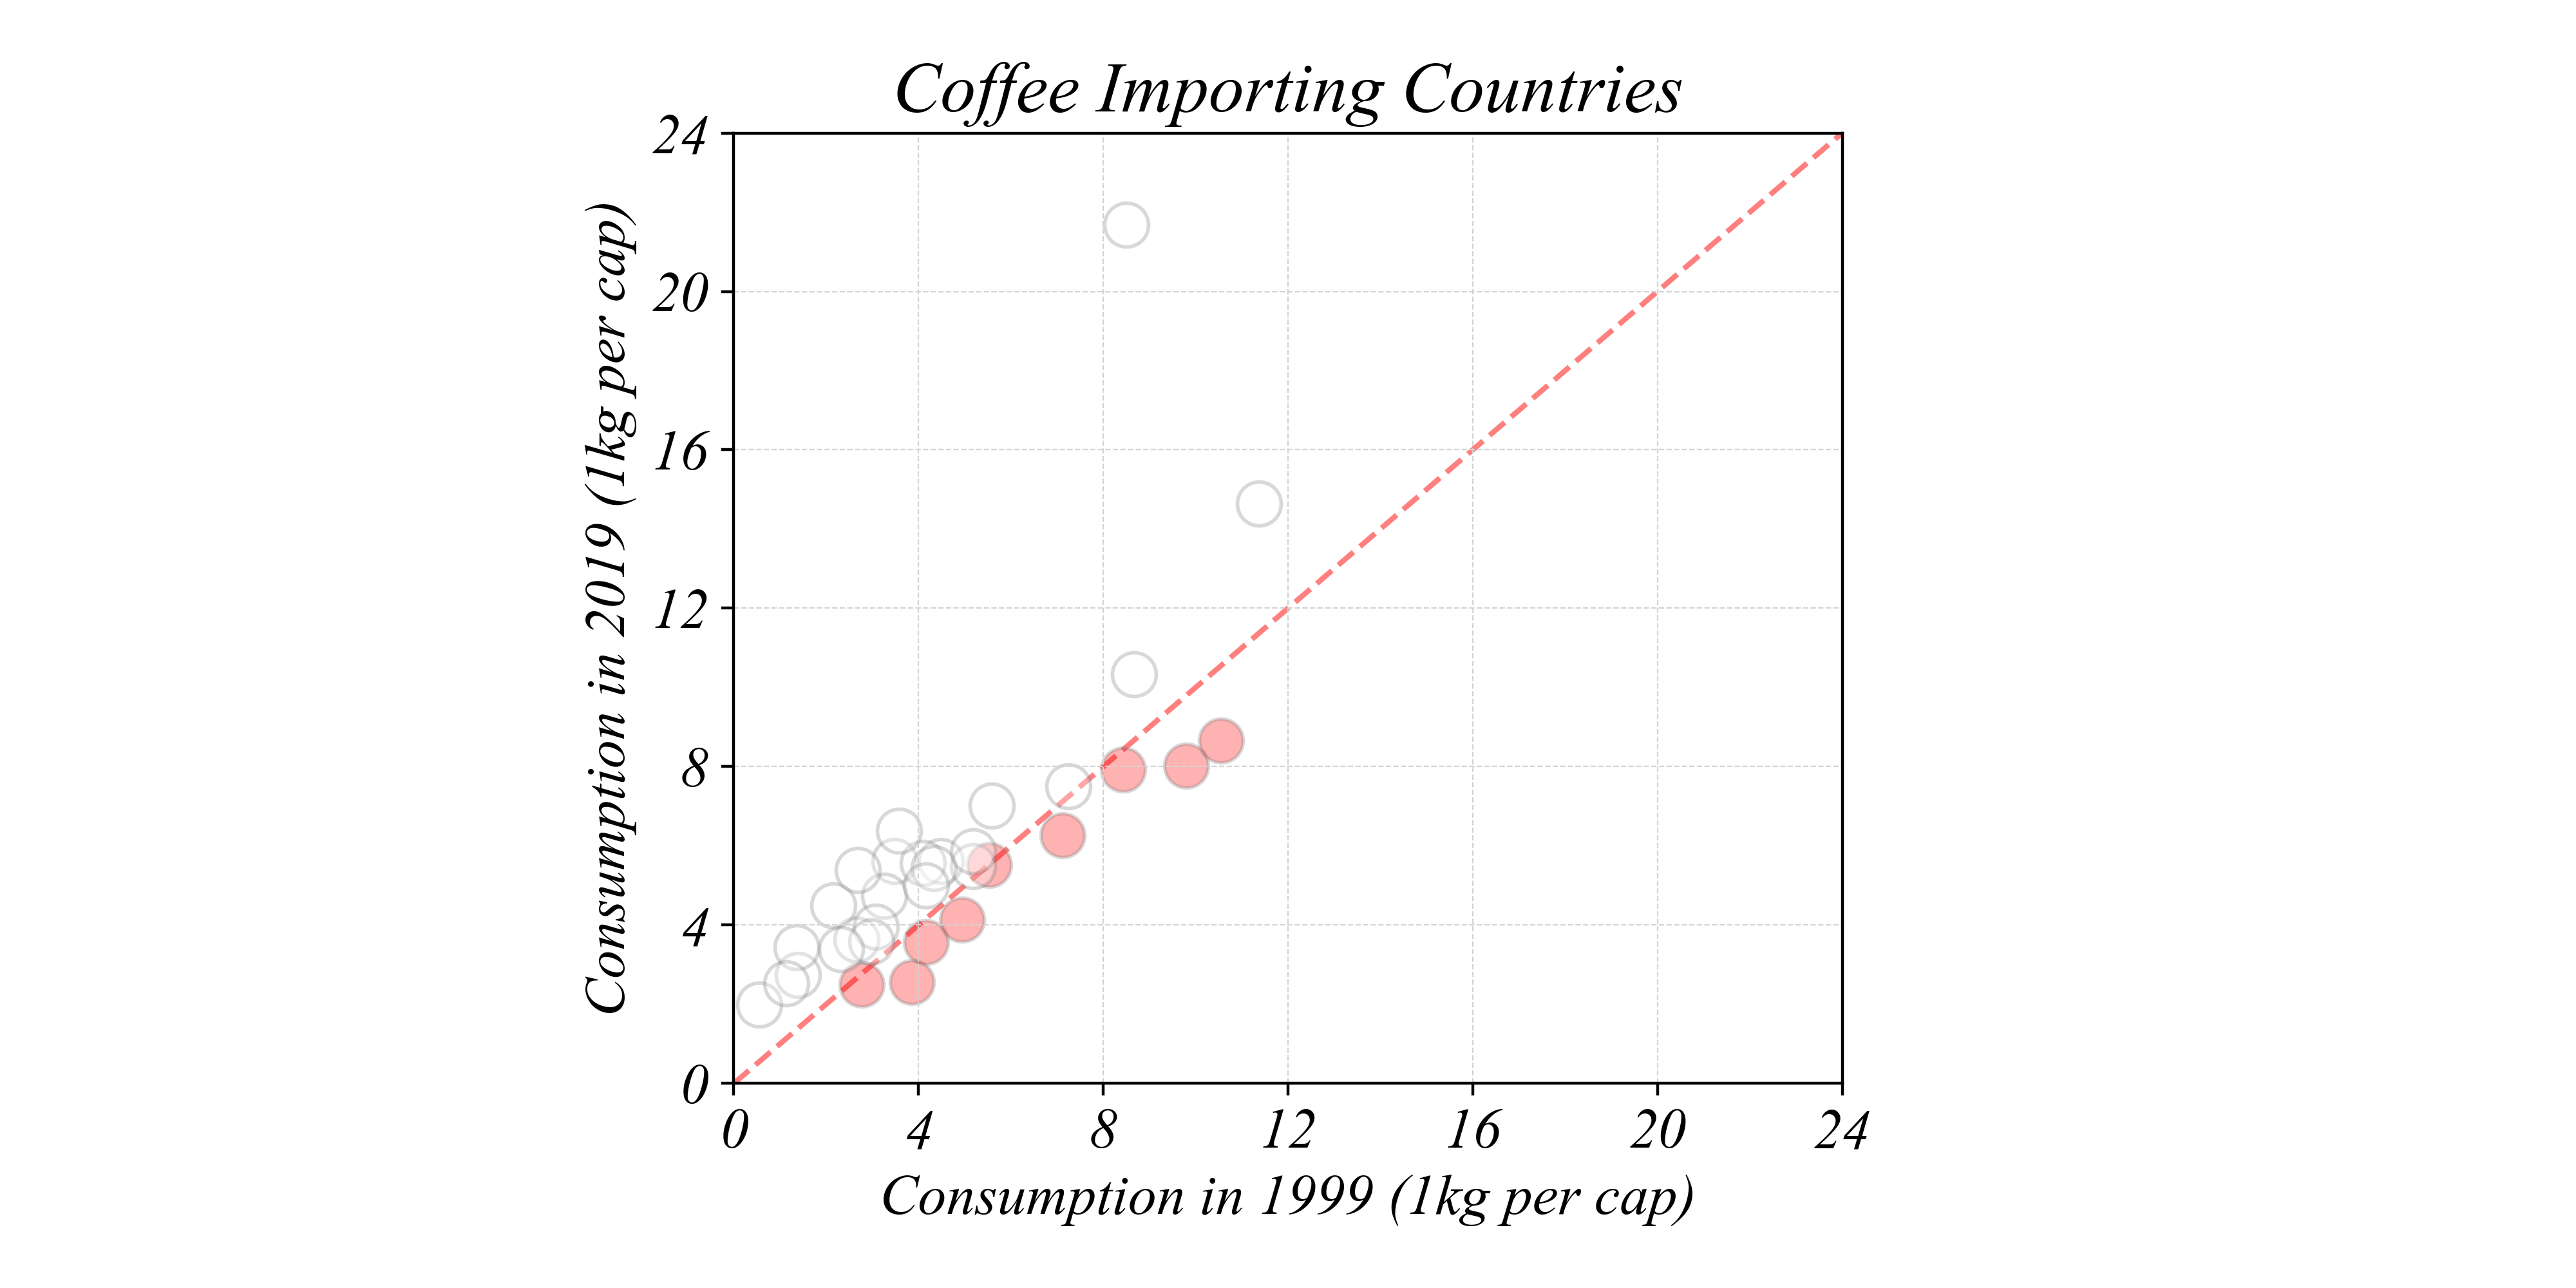 Coffee Importing Countries
Consumption in 2019 (1kg per cap)
24
20
16
12
8
4
0
0 4 8 12 16 20 24
Consumption in 1999 (1kg per cap)